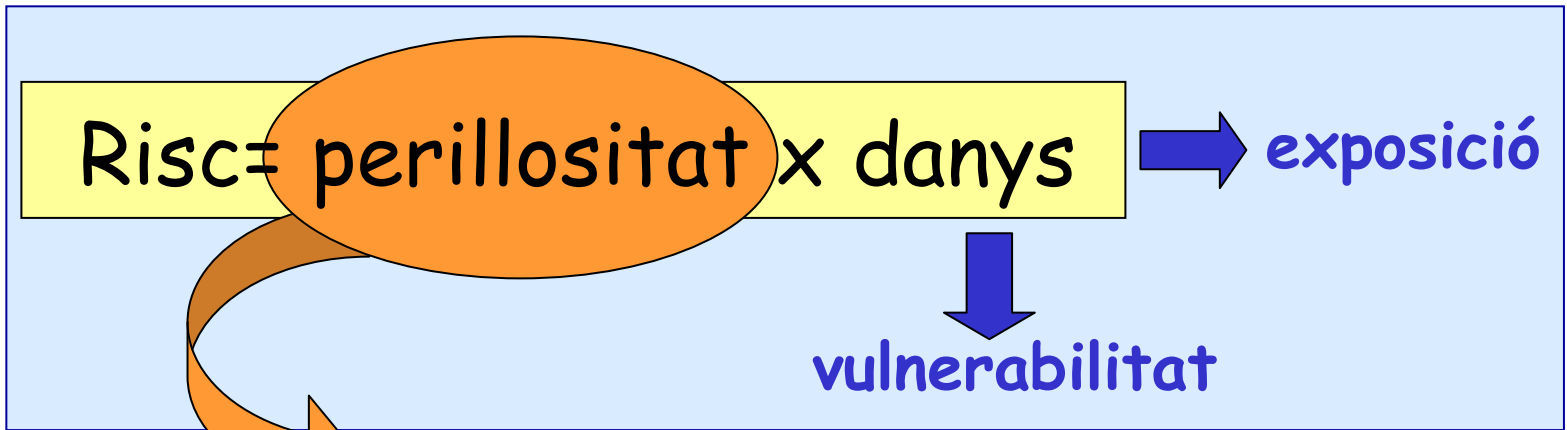 Risc= perillositat x danys
exposició
vulnerabilitat